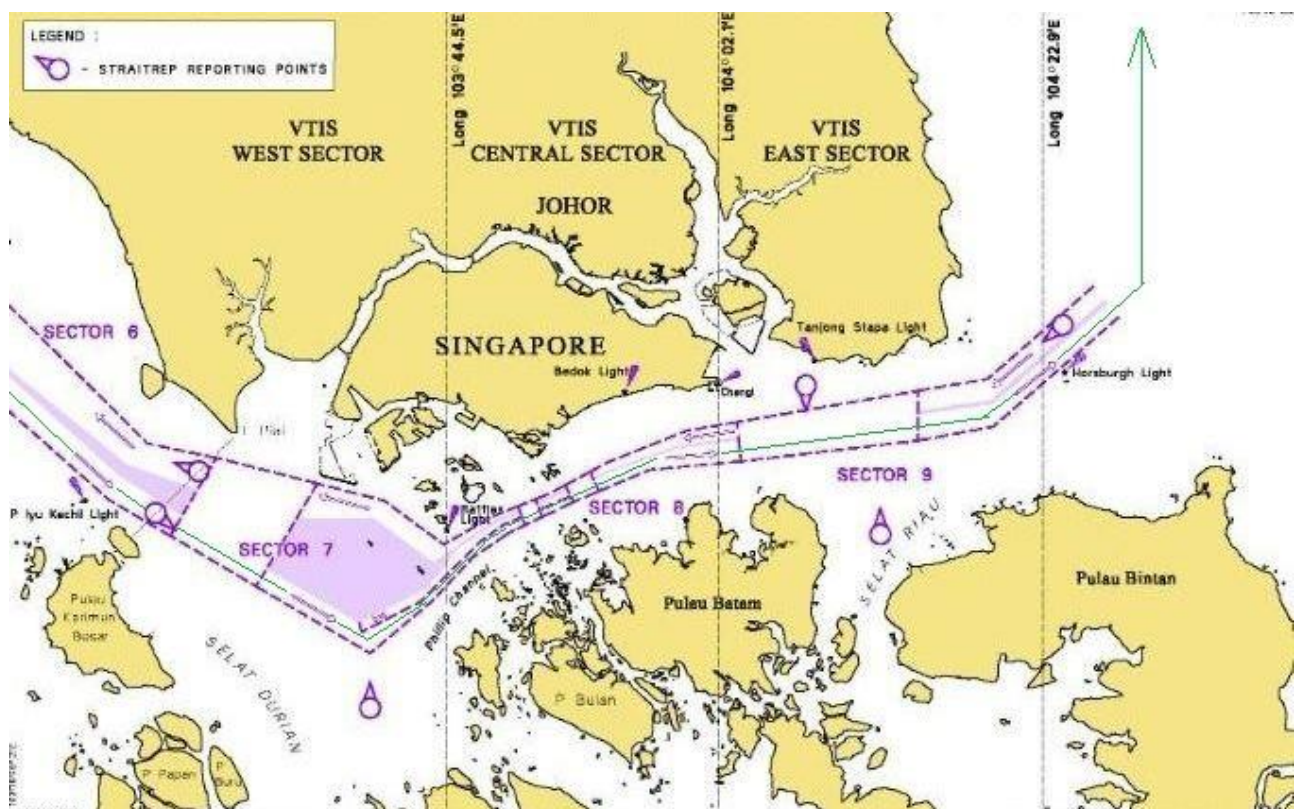 LEGEND :
- STRAITREP REPORTING POINTS
Long 103° 44.5'E
Long 104° 02.1'E
Long 104° 22.9'E
VTIS
WEST SECTOR
VTIS
CENTRAL SECTOR
VTIS
EAST SECTOR
JOHOR
SECTOR 6
SINGAPORE
Tanjong Stapa Light
Bedok Light
Changi
Horsburgh Light
SECTOR 9
P Iyu Kechil Light
Raffles
Light
SECTOR 8
SECTOR 7
SELAT RIAU
Phillip Channel
Pulau Batam
Pulau Bintan
Pulau
Karimun
Besar
SELAT DURIAN
P Bulan
P Papan
P
Buru